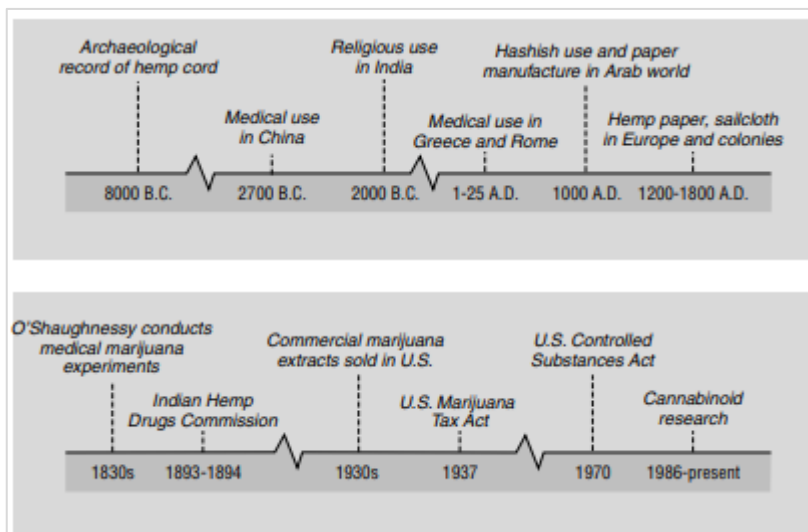 Archaeological
record of hemp cord
Religious use
in India
Hashish use and paper
manufacture in Arab world
Medical use
in China
Medical use in
Greece and Rome
Hemp paper, sailcloth
in Europe and colonies
8000 B.C.
2700 B.C.
2000 B.C.
1-25 A.D.
1000 A.D.
1200-1800 A.D.
O'Shaughnessy conducts
medical marijuana
experiments
Commercial marijuana
extracts sold in U.S.
U.S. Controlled
Substances Act
Indian Hemp
Drugs Commission
U.S. Marijuana
Tax Act
Cannabinoid
research
1830s
1893-1894
1930s
1937
1970
1986-present